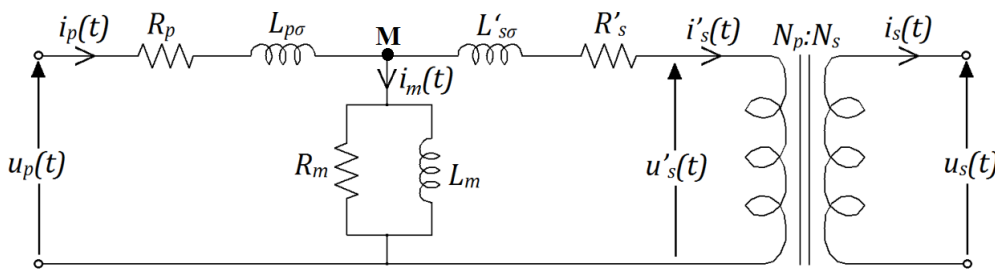 iₚ(t)
Rₚ
Lₚσ
M
L‘ₛσ
R'ₛ
i'ₛ(t)
Nₚ:Nₛ
iₛ(t)
iₘ(t)
uₚ(t)
Rₘ
Lₘ
u'ₛ(t)
uₛ(t)